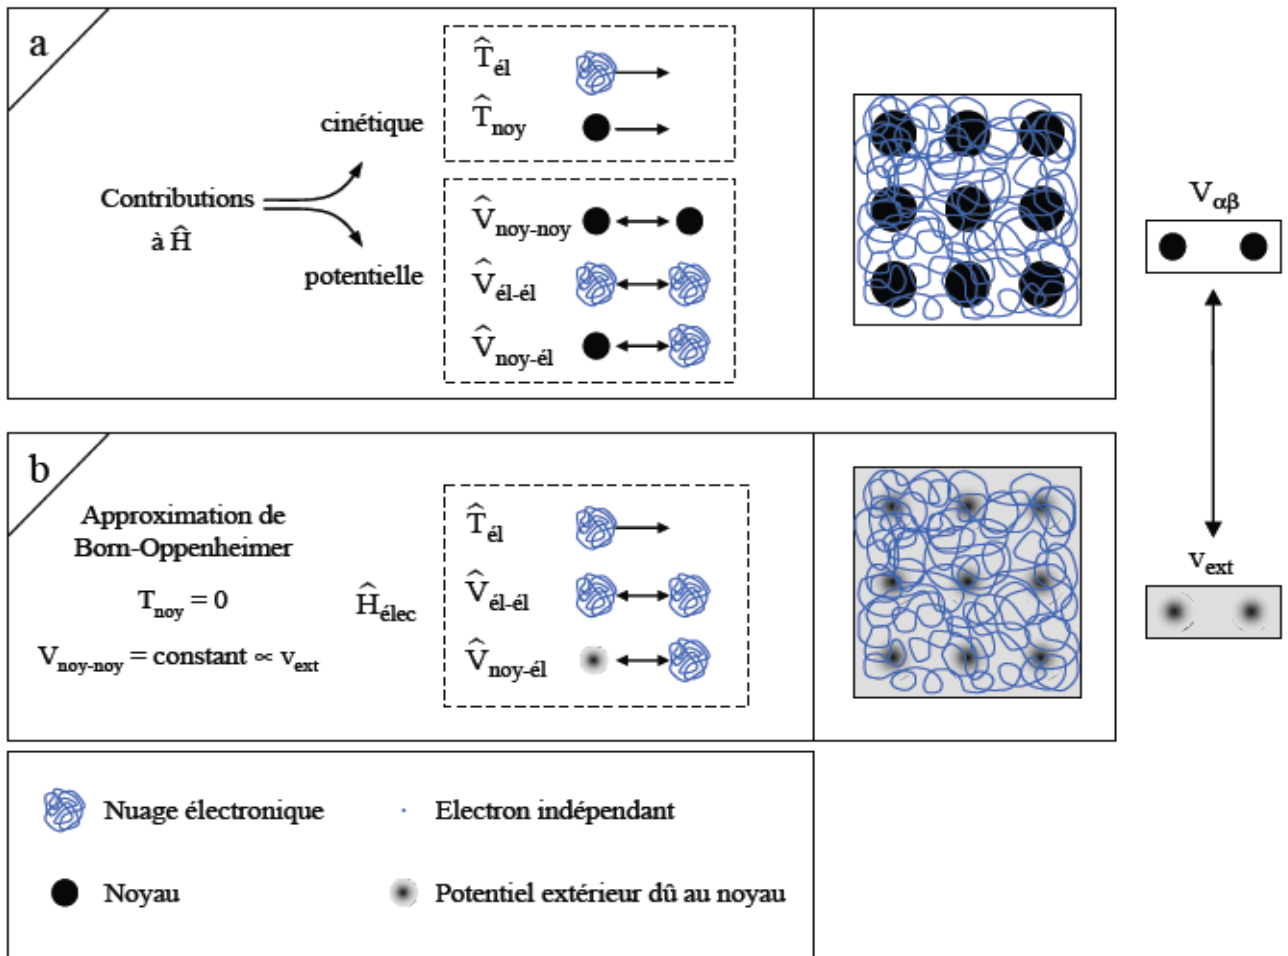 a
Contributions
à Ĥ
cinétique
potentielle
T̂él
T̂noy
V̂noy-noy
V̂él-él
V̂noy-él
Vαβ
b
Approximation de
Born-Oppenheimer
Tnoy = 0
Vnoy-noy = constant ∝ vext
Ĥélec
T̂él
V̂él-él
V̂noy-él
vext
Nuage électronique
Electron indépendant
Noyau
Potentiel extérieur dû au noyau